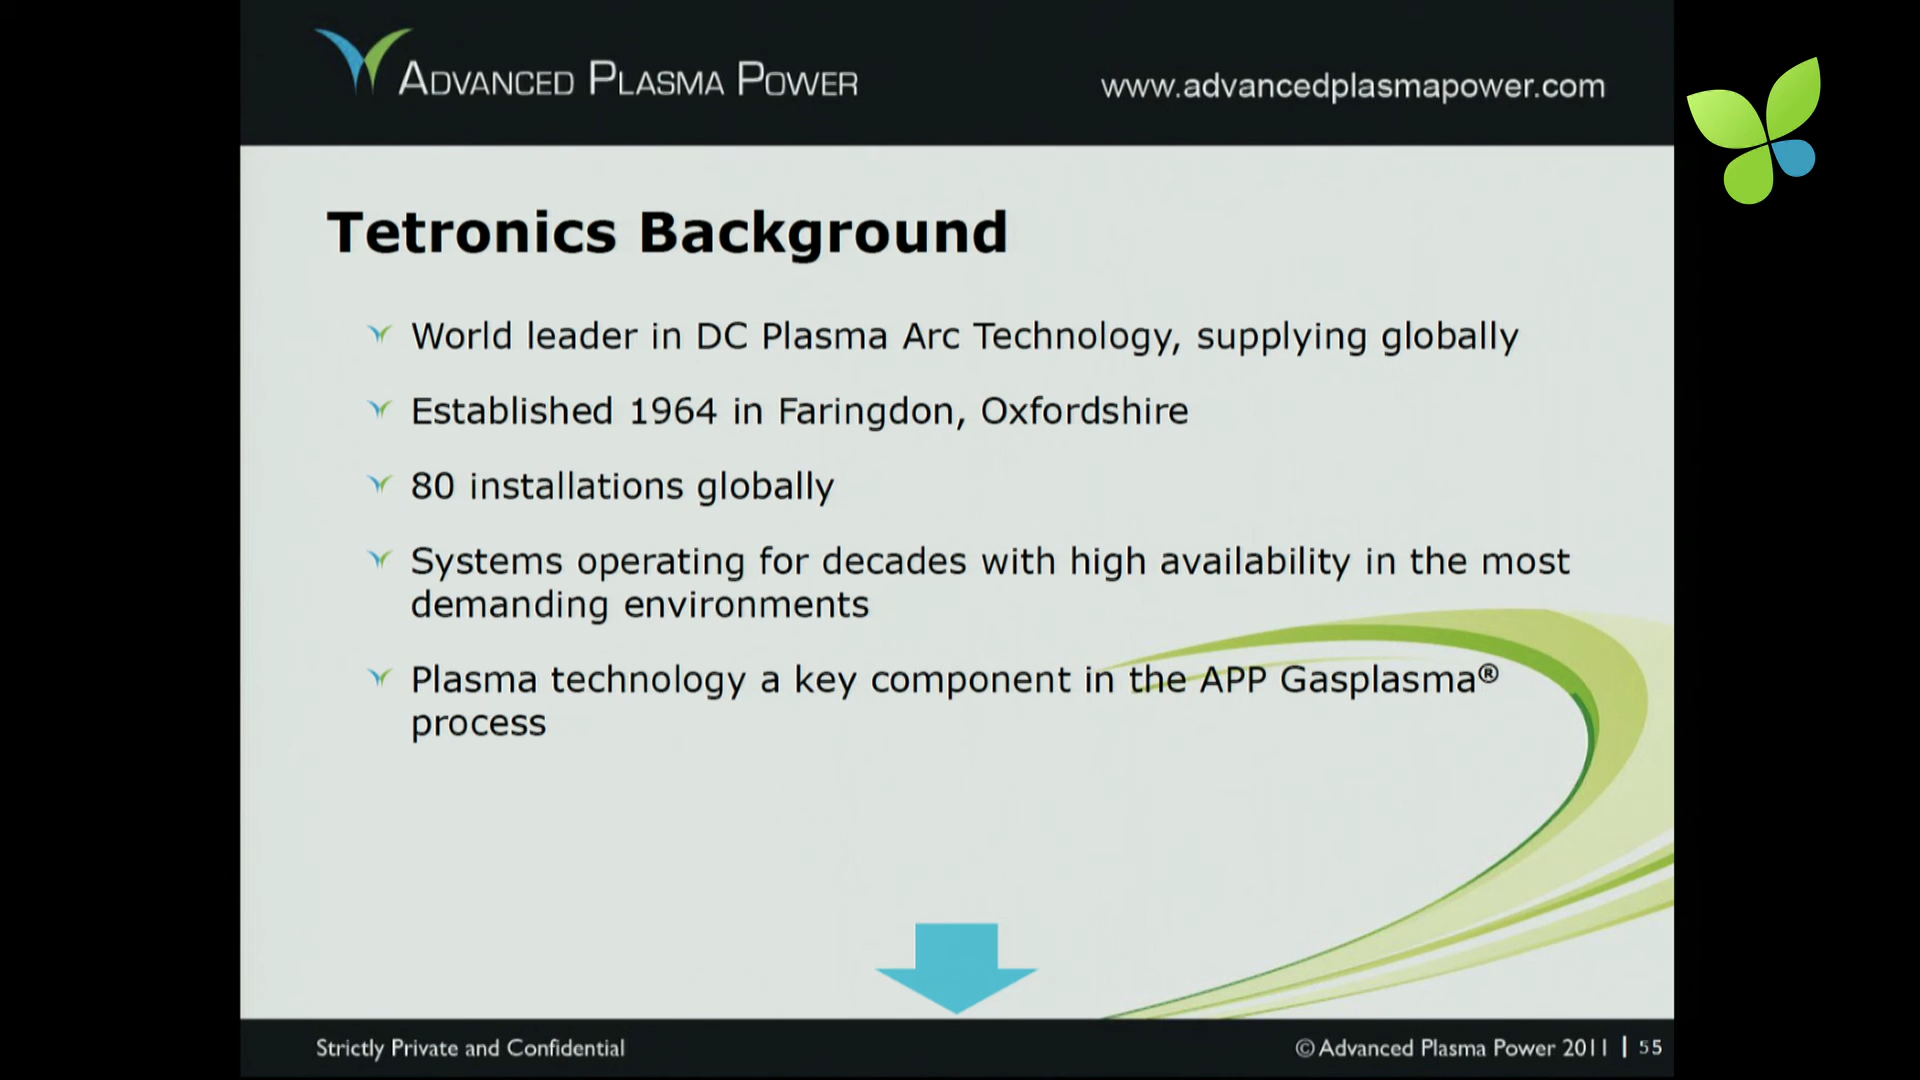 ADVANCED PLASMA POWER
www.advancedplasmapower.com
Tetronics Background
World leader in DC Plasma Arc Technology, supplying globally
Established 1964 in Faringdon, Oxfordshire
80 installations globally
Systems operating for decades with high availability in the most
demanding environments
Plasma technology a key component in the APP Gasplasma®
process
Strictly Private and Confidential
©Advanced Plasma Power 2011 | 55